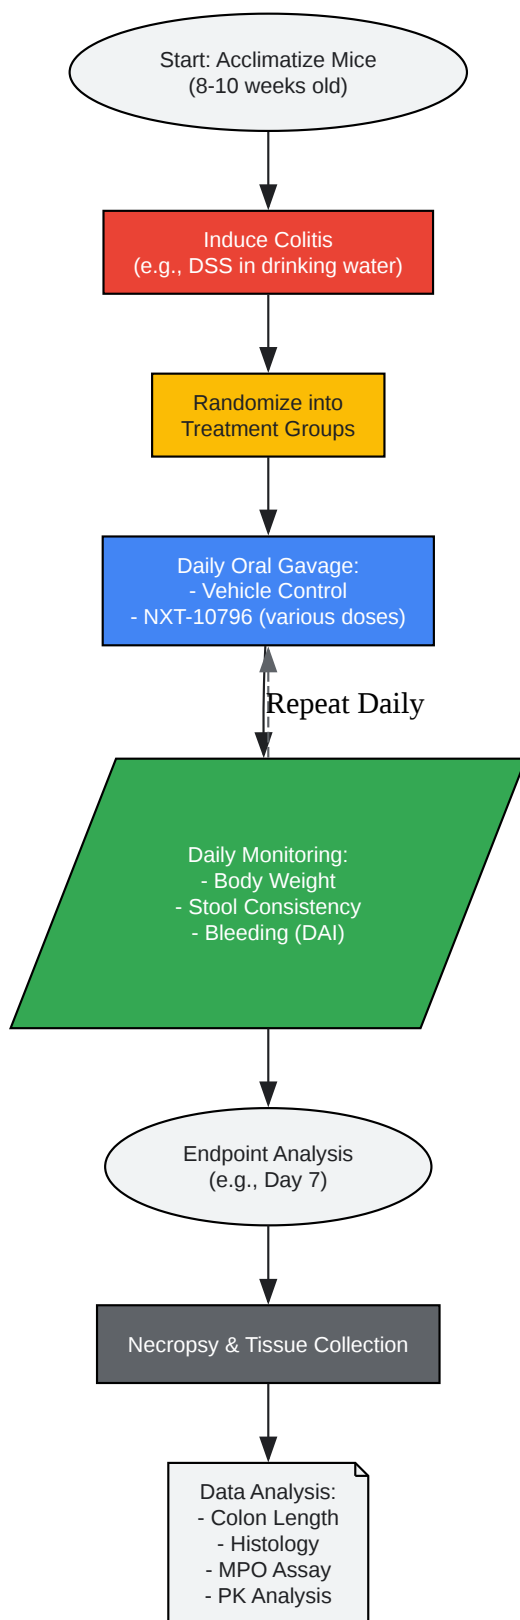 Start: Acclimatize Mice
(8-10 weeks old)
Induce Colitis
(e.g., DSS in drinking water)
Randomize into
Treatment Groups
Daily Oral Gavage:
- Vehicle Control
- NXT-10796 (various doses)
Repeat Daily
Daily Monitoring:
- Body Weight
- Stool Consistency
- Bleeding (DAI)
Endpoint Analysis
(e.g., Day 7)
Necropsy & Tissue Collection
Data Analysis:
- Colon Length
- Histology
- MPO Assay
- PK Analysis